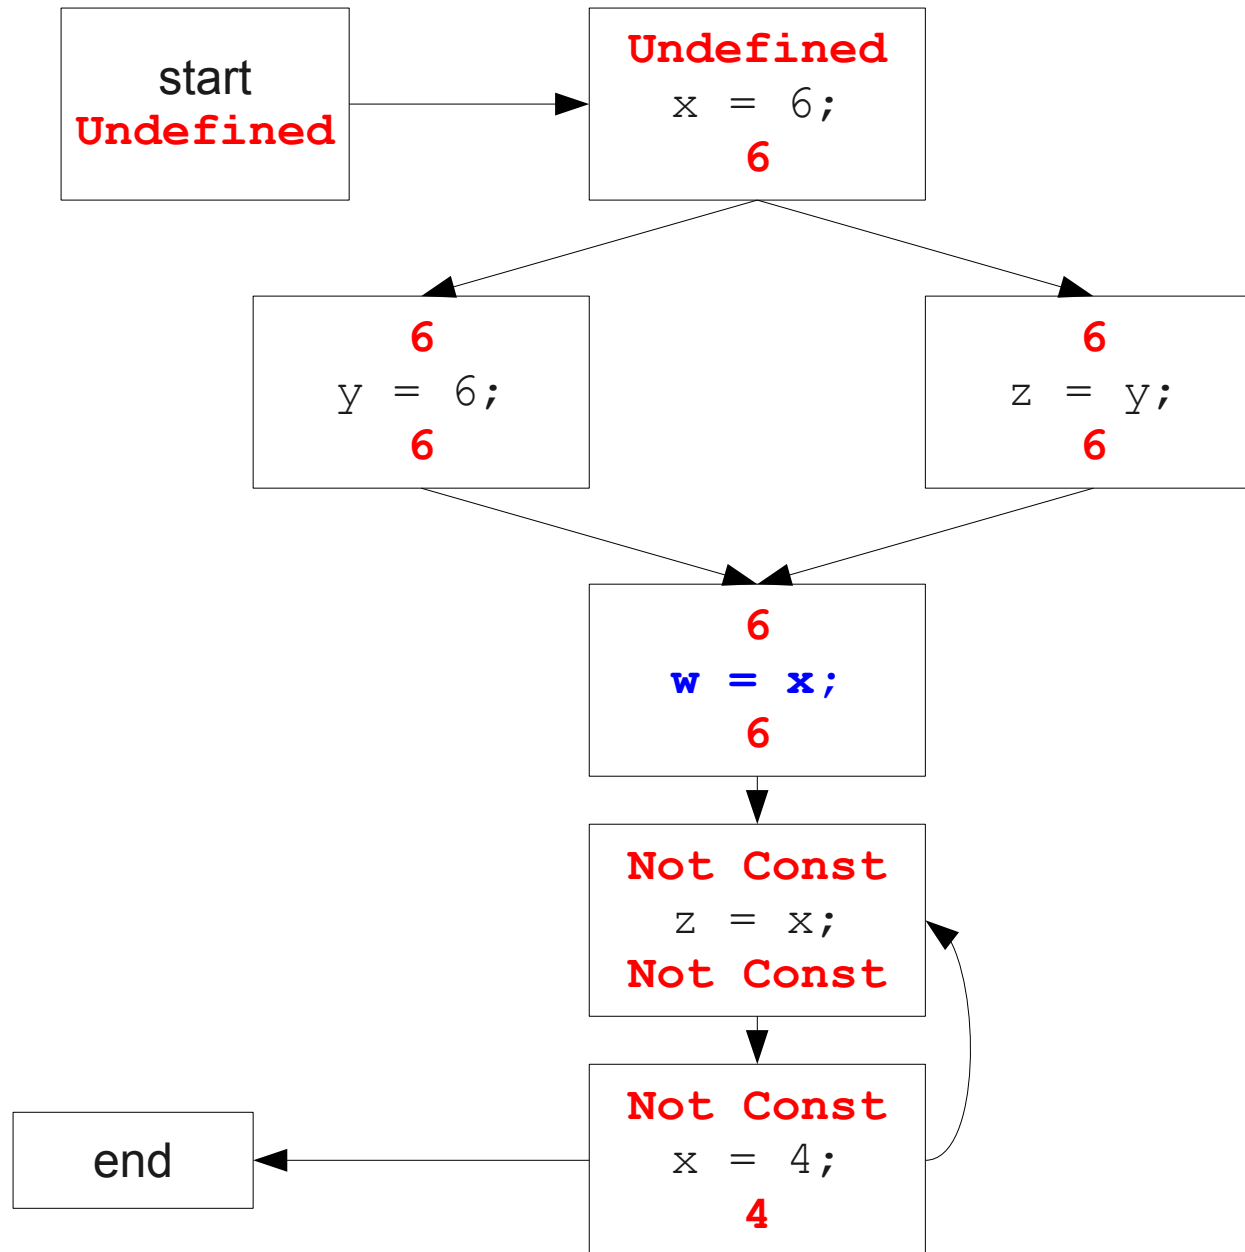 start
Undefined
Undefined
x = 6;
6
6
y = 6;
6
6
z = y;
6
6
w = x;
6
Not Const
z = x;
Not Const
Not Const
x = 4;
4
end